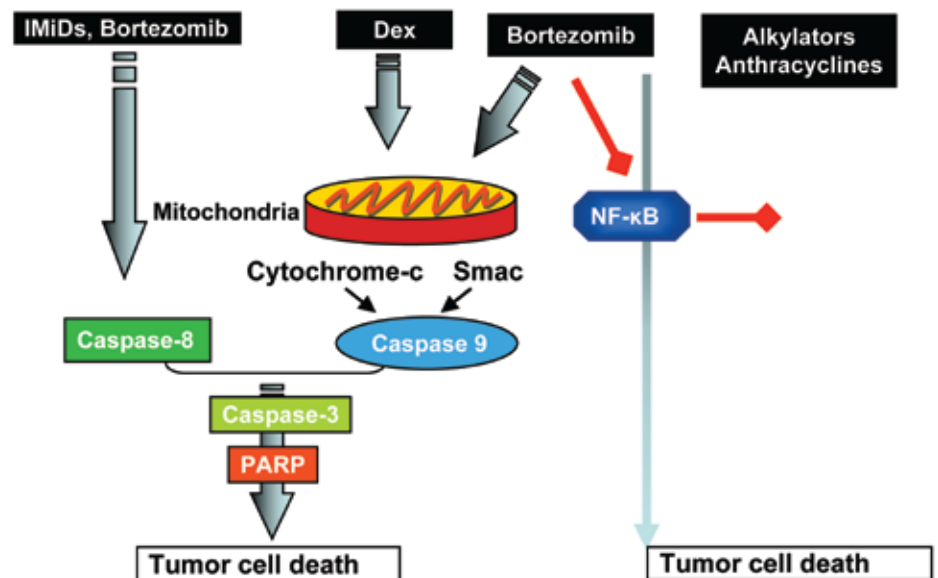 IMiDs, Bortezomib
Dex
Bortezomib
Alkylators
Anthracyclines
Mitochondria
NF-κB
Cytochrome-c
Smac
Caspase-8
Caspase 9
Caspase-3
PARP
Tumor cell death
Tumor cell death